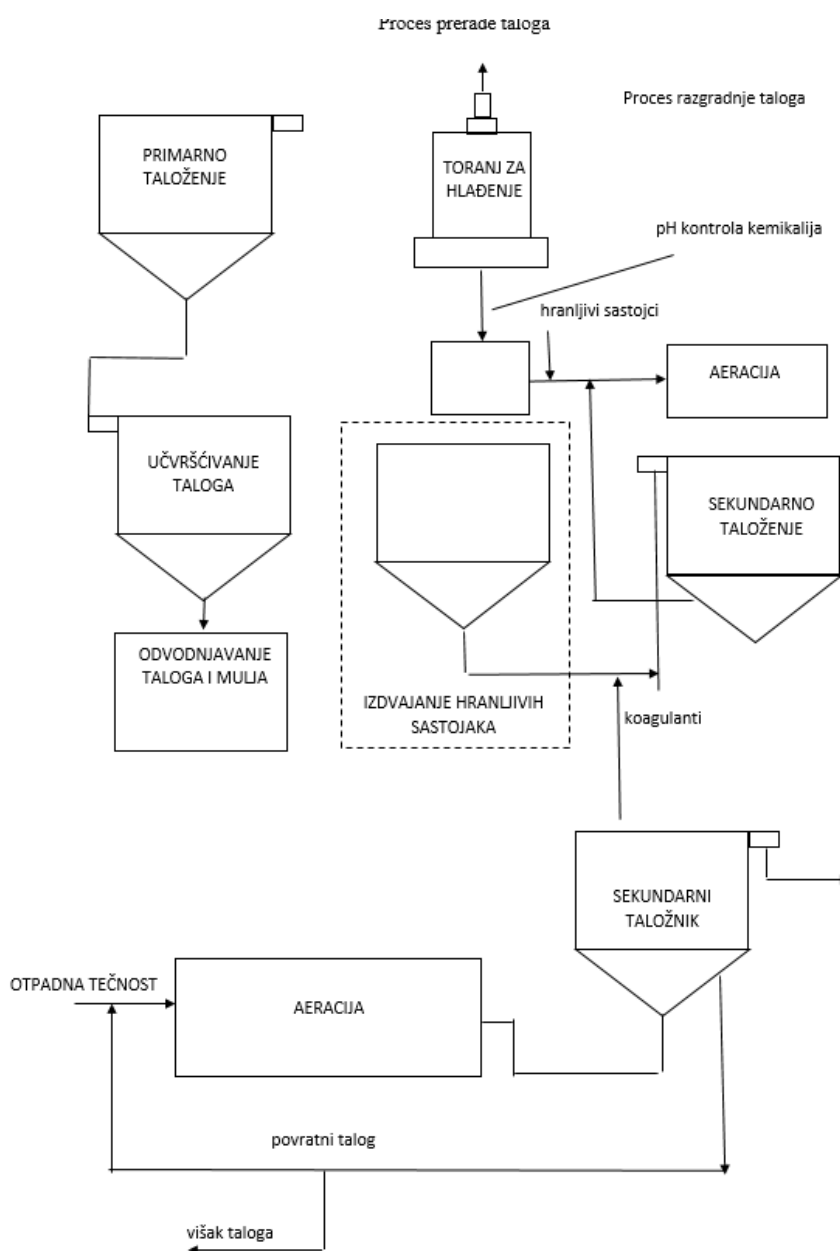 Proces prerade taloga
Proces razgradnje taloga
PRIMARNO
TALOŽENJE
TORANJ ZA
HLAĐENJE
pH kontrola kemikalija
hranljivi sastojci
AERACIJA
UČVRŠĆIVANJE
TALOGA
SEKUNDARNO
TALOŽENJE
ODVODNJAVANJE
TALOGA I MULJA
IZDVAJANJE HRANLJIVIH
SASTOJAKA
koagulanti
SEKUNDARNI
TALOŽNIK
OTPADNA TEČNOST
AERACIJA
povratni talog
višak taloga